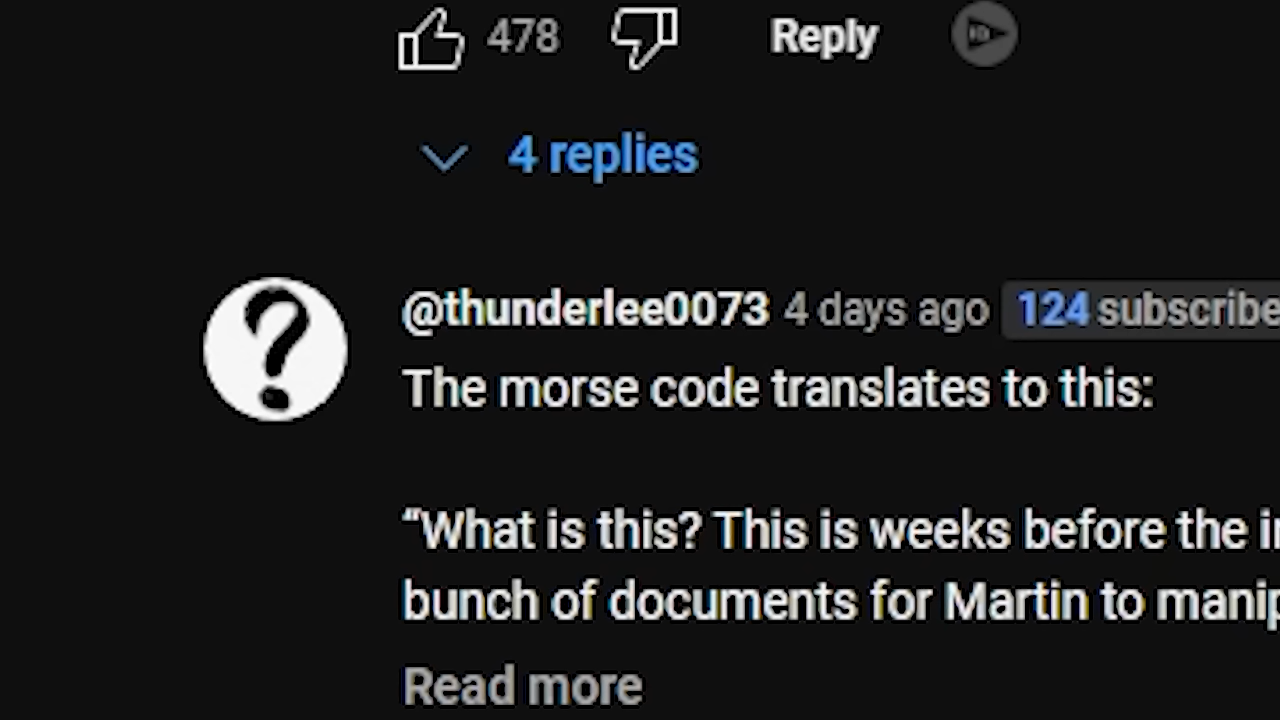 478 Reply
4 replies
@thunderlee0073 4 days ago 124 subscribe
The morse code translates to this:
“What is this? This is weeks before the
bunch of documents for Martin to manip
Read more